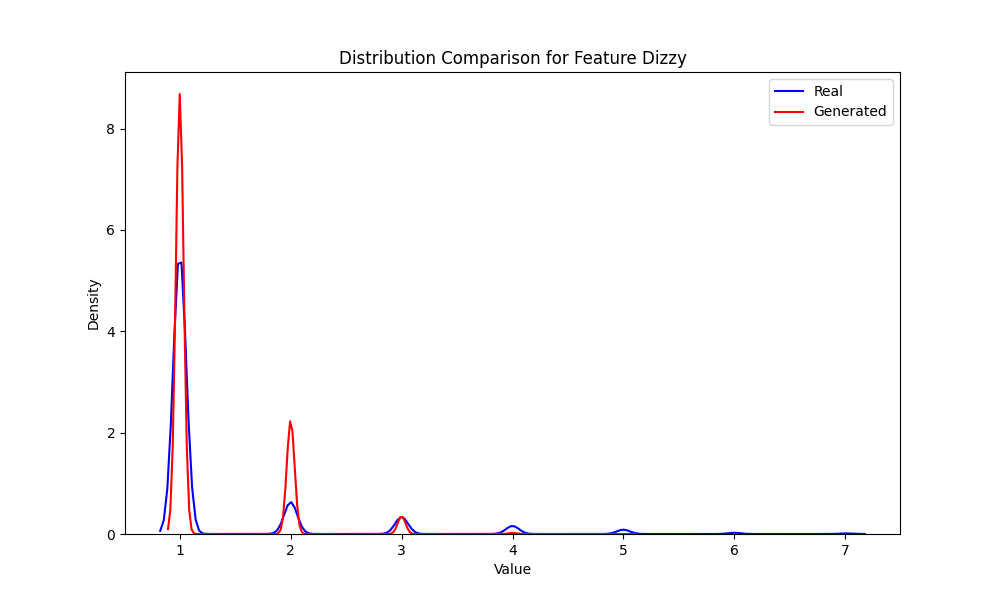 Distribution Comparison for Feature Dizzy
Real
Generated
Density
8
6
4
2
0
1 2 3 4 5 6 7
Value